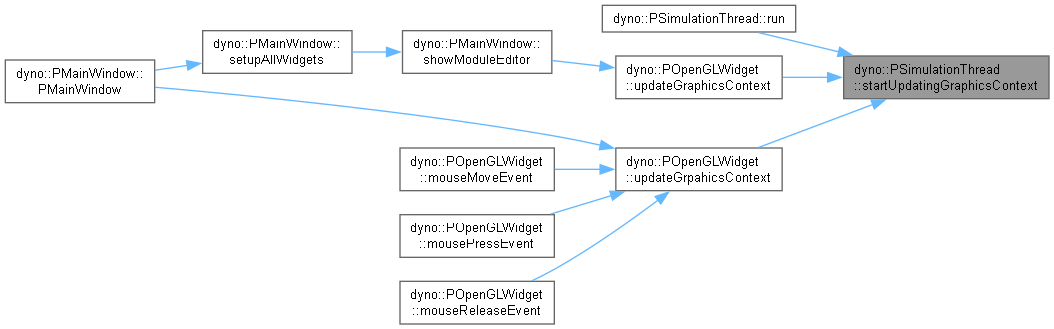 dyno::PSimulationThread::run
dyno::PMainWindow::
setupAllWidgets
dyno::PMainWindow::
showModuleEditor
dyno::PMainWindow::
PMainWindow
dyno::POpenGLWidget
::updateGraphicsContext
dyno::PSimulationThread
::startUpdatingGraphicsContext
dyno::POpenGLWidget
::mouseMoveEvent
dyno::POpenGLWidget
::updateGrpahicsContext
dyno::POpenGLWidget
::mousePressEvent
dyno::POpenGLWidget
::mouseReleaseEvent